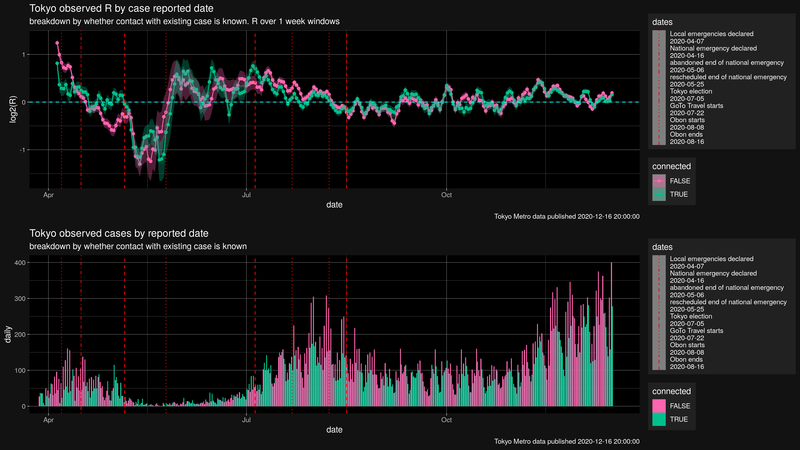 Tokyo observed R by case reported date
breakdown by whether contact with existing case is known. R over 1 week windows
log2(R)
1
0
-1
Apr
Jul
Oct
date
Tokyo Metro data published 2020-12-16 20:00:00
dates
Local emergencies declared
2020-04-07
National emergency declared
2020-04-16
abandoned end of national emergency
2020-05-06
rescheduled end of national emergency
2020-05-25
Tokyo election
2020-07-05
GoTo Travel starts
2020-07-22
Obon starts
2020-08-08
Obon ends
2020-08-16
connected
FALSE
TRUE
Tokyo observed cases by reported date
breakdown by whether contact with existing case is known
daily
400
300
200
100
0
Apr
Jul
Oct
date
Tokyo Metro data published 2020-12-16 20:00:00
dates
Local emergencies declared
2020-04-07
National emergency declared
2020-04-16
abandoned end of national emergency
2020-05-06
rescheduled end of national emergency
2020-05-25
Tokyo election
2020-07-05
GoTo Travel starts
2020-07-22
Obon starts
2020-08-08
Obon ends
2020-08-16
connected
FALSE
TRUE